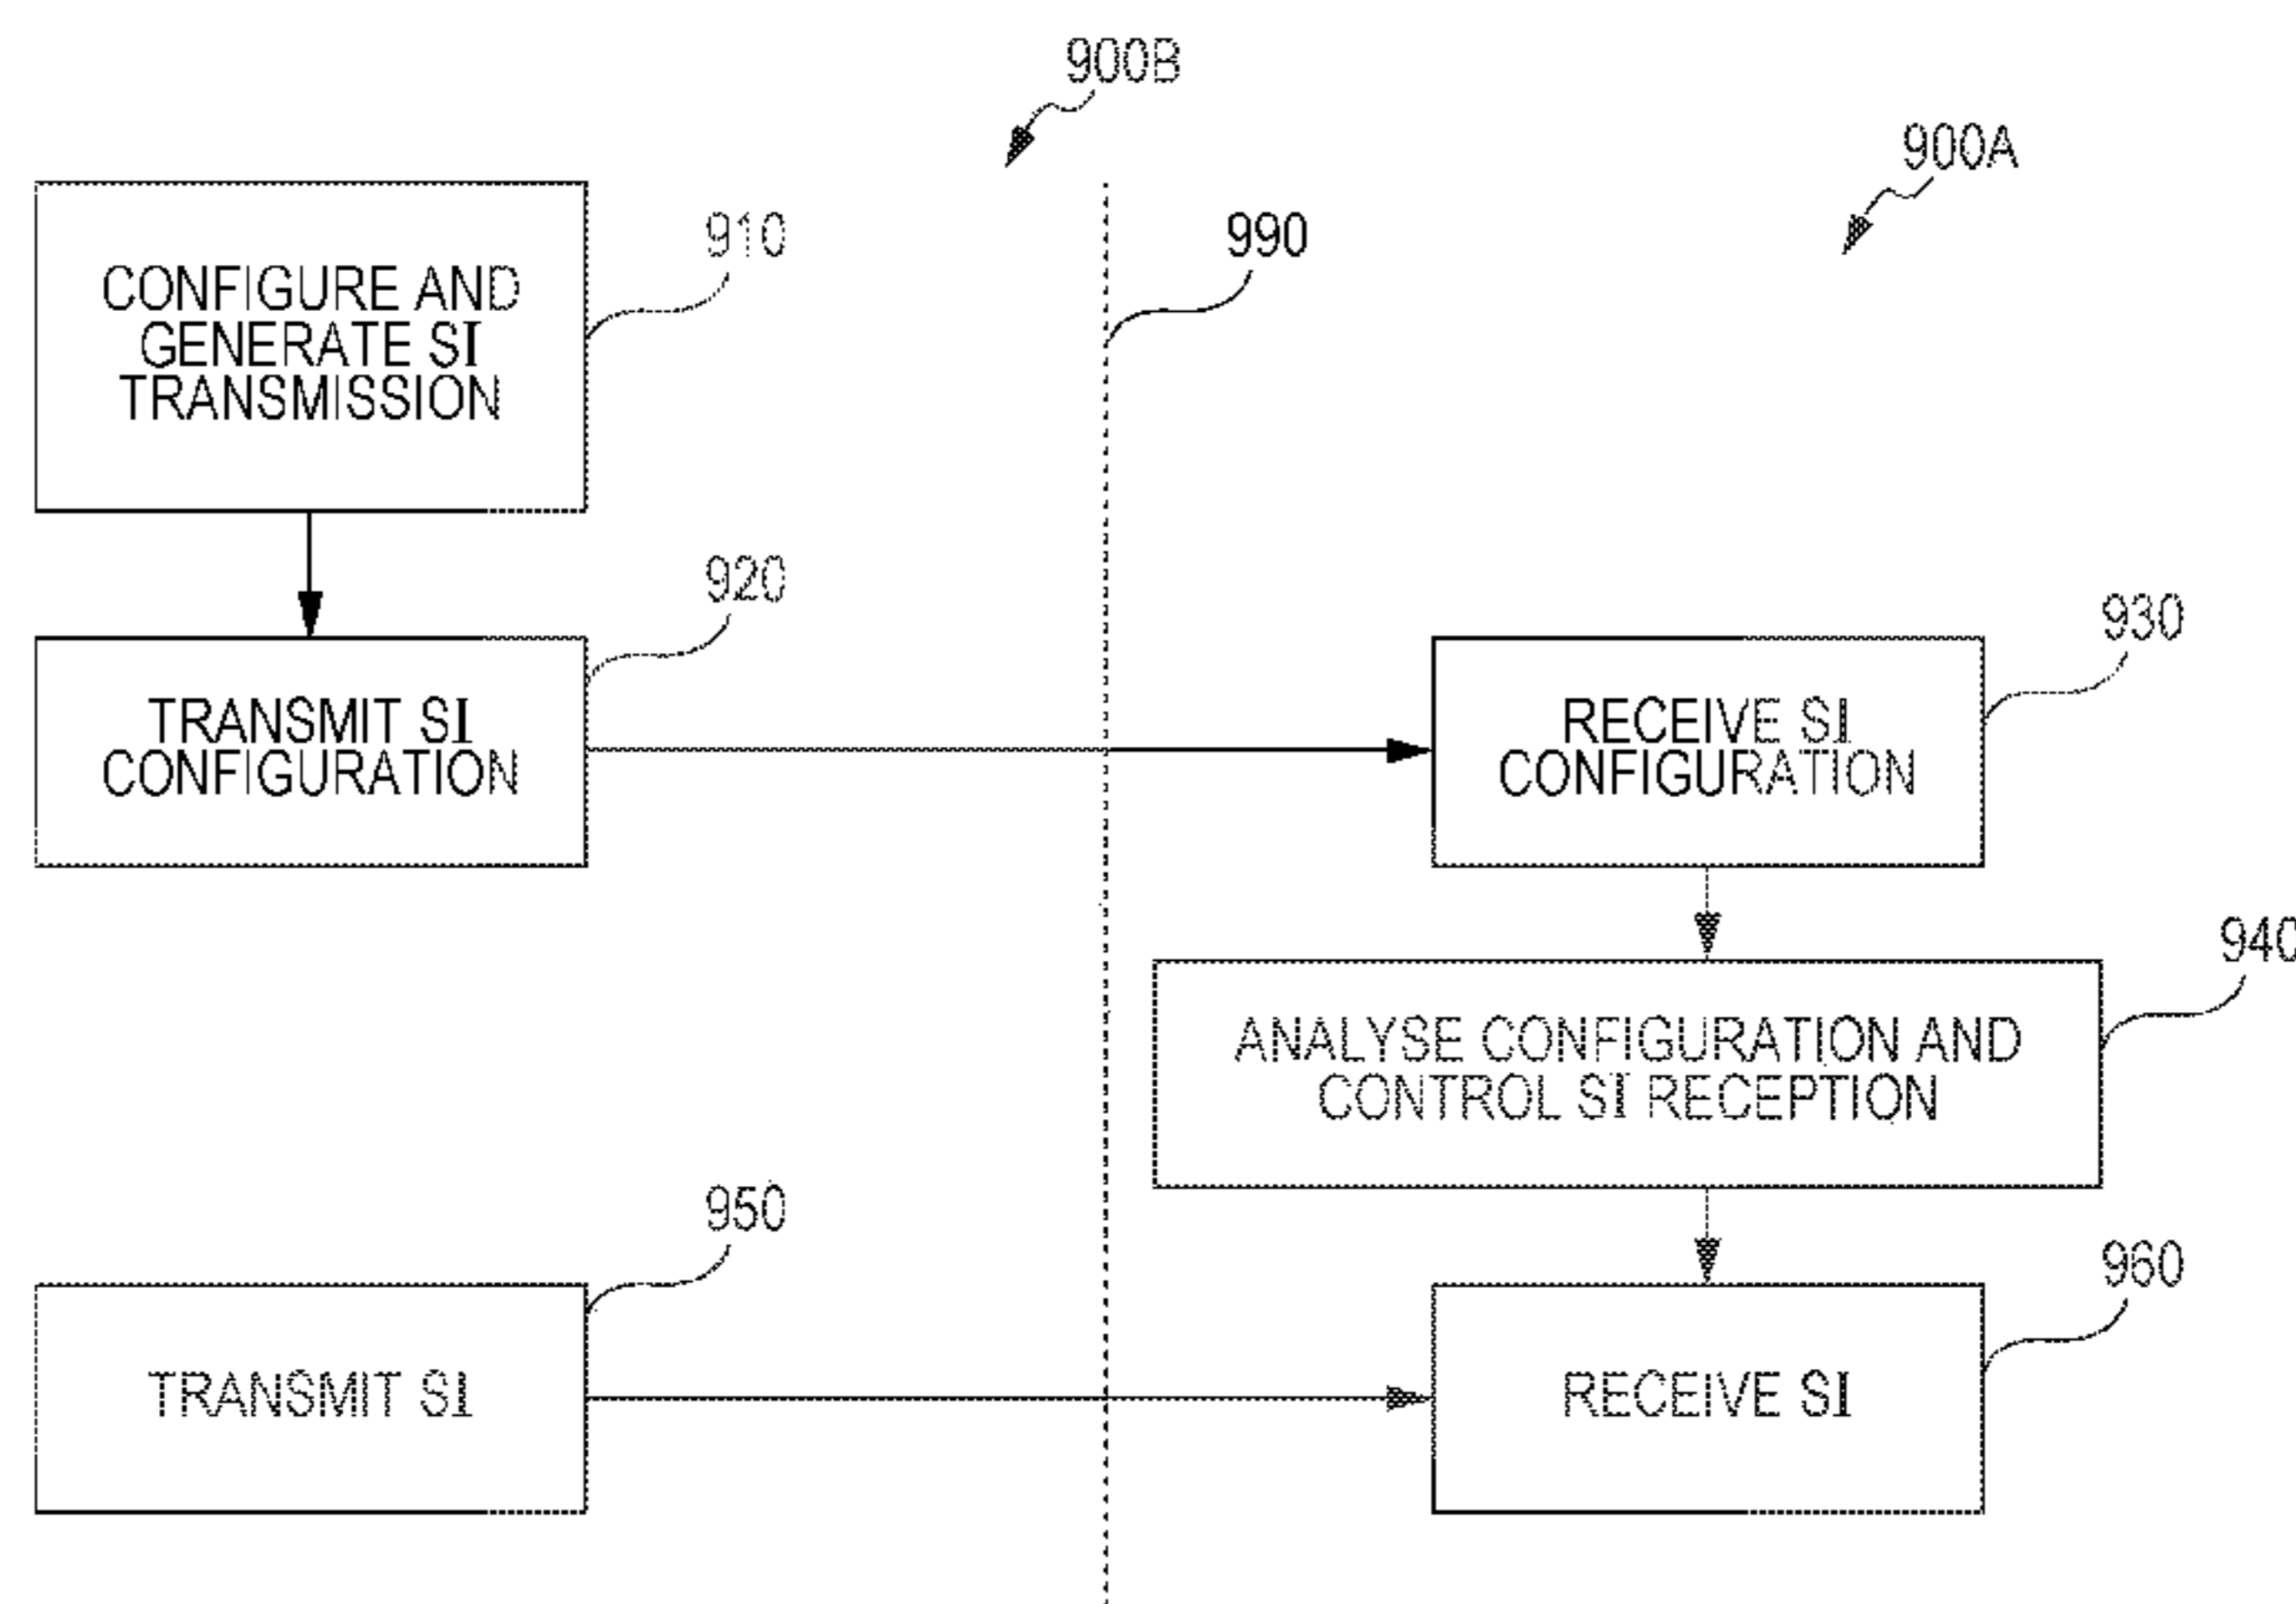 900B
900A
910
990
CONFIGURE AND
GENERATE SI
TRANSMISSION
920
930
TRANSMIT SI
CONFIGURATION
RECEIVE SI
CONFIGURATION
940
ANALYSE CONFIGURATION AND
CONTROL SI RECEPTION
950
960
TRANSMIT SI
RECEIVE SI